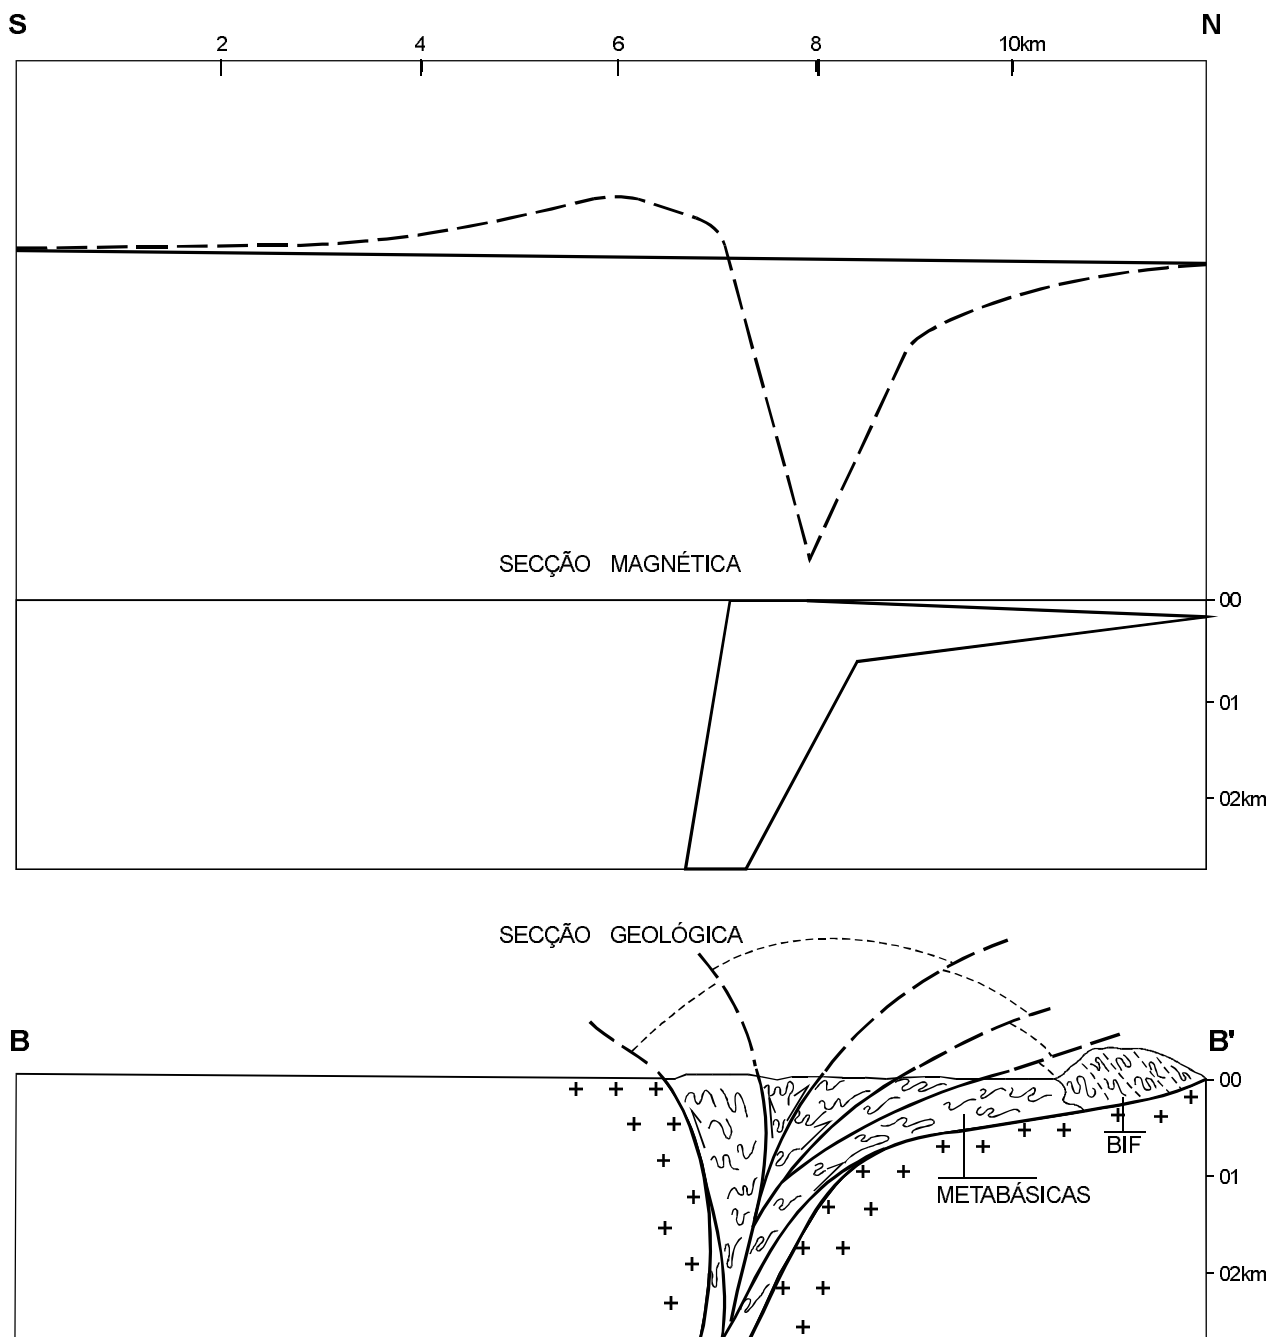 S N
2 4 6 8 10km
SECÇÃO MAGNÉTICA
00
01
02km
SECÇÃO GEOLÓGICA
B B'
00
BIF
01
METABÁSICAS
02km